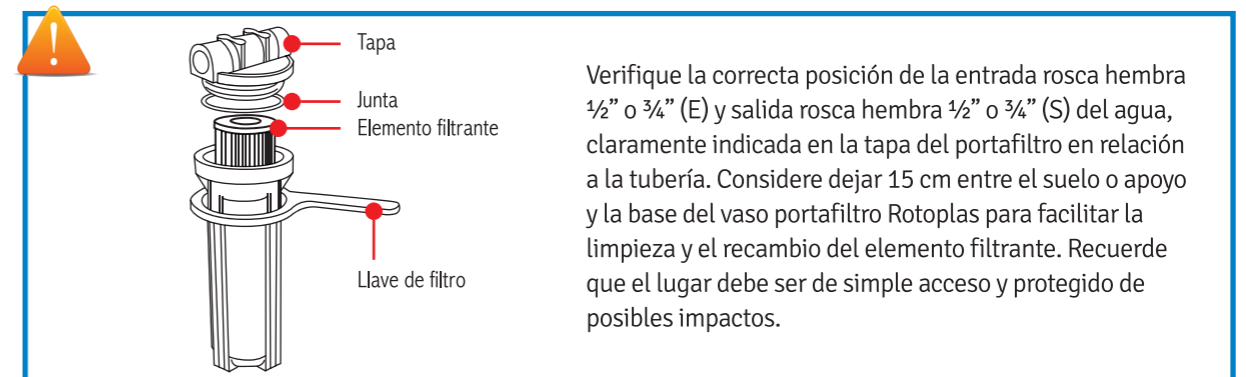 !
Tapa
Junta
Elemento filtrante
Llave de filtro
Verifique la correcta posición de la entrada rosca hembra
½” o ¾” (E) y salida rosca hembra ½” o ¾” (S) del agua,
claramente indicada en la tapa del portafiltro en relación
a la tubería. Considere dejar 15 cm entre el suelo o apoyo
y la base del vaso portafiltro Rotoplas para facilitar la
limpieza y el recambio del elemento filtrante. Recuerde
que el lugar debe ser de simple acceso y protegido de
posibles impactos.